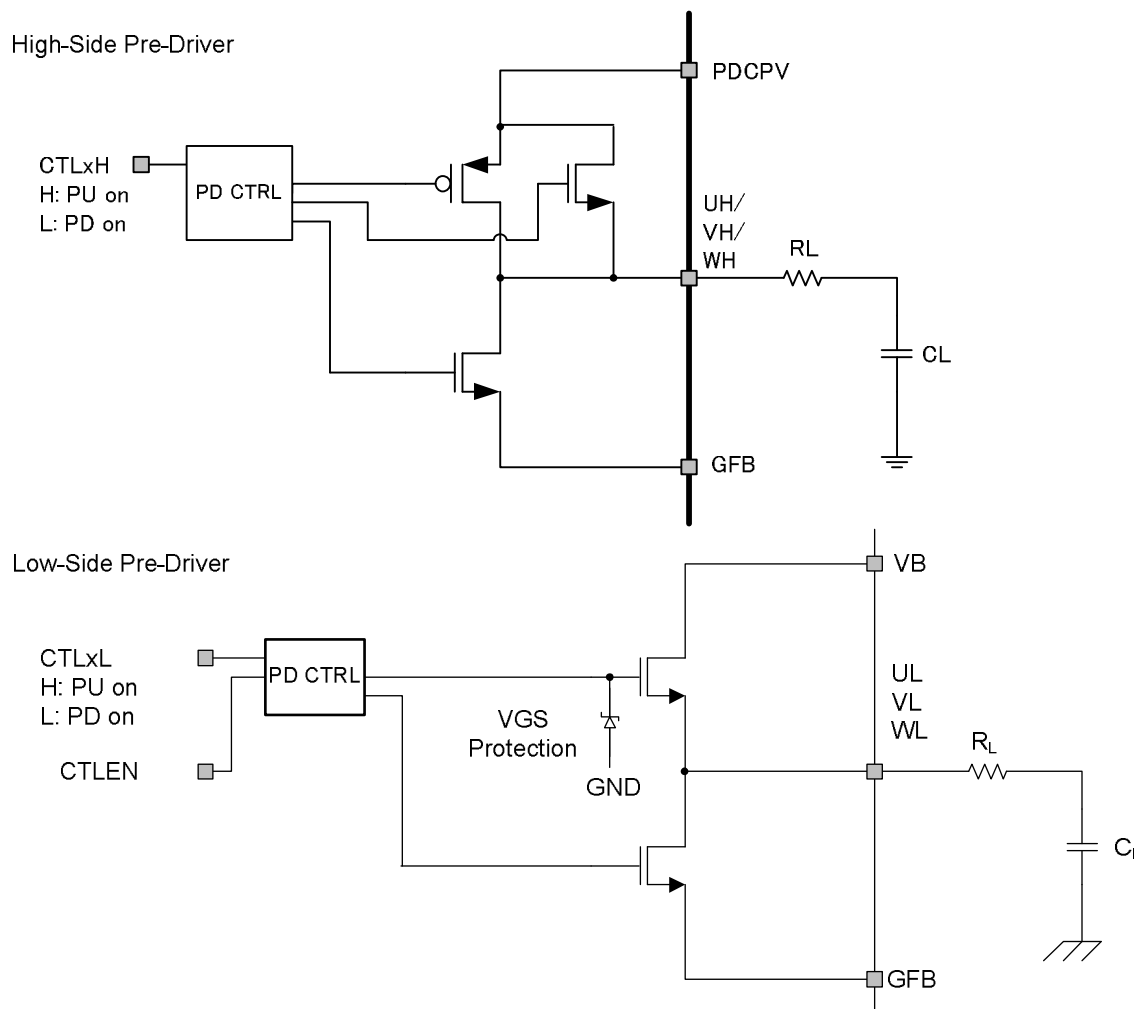 High-Side Pre-Driver
PDCPV
CTLxH
H: PU on
L: PD on
PD CTRL
UH/
VH/
WH
RL
CL
GFB
Low-Side Pre-Driver
VB
CTLxL
H: PU on
L: PD on
PD CTRL
CTLEN
VGS
Protection
GND
UL
VL
WL
RL
C
GFB